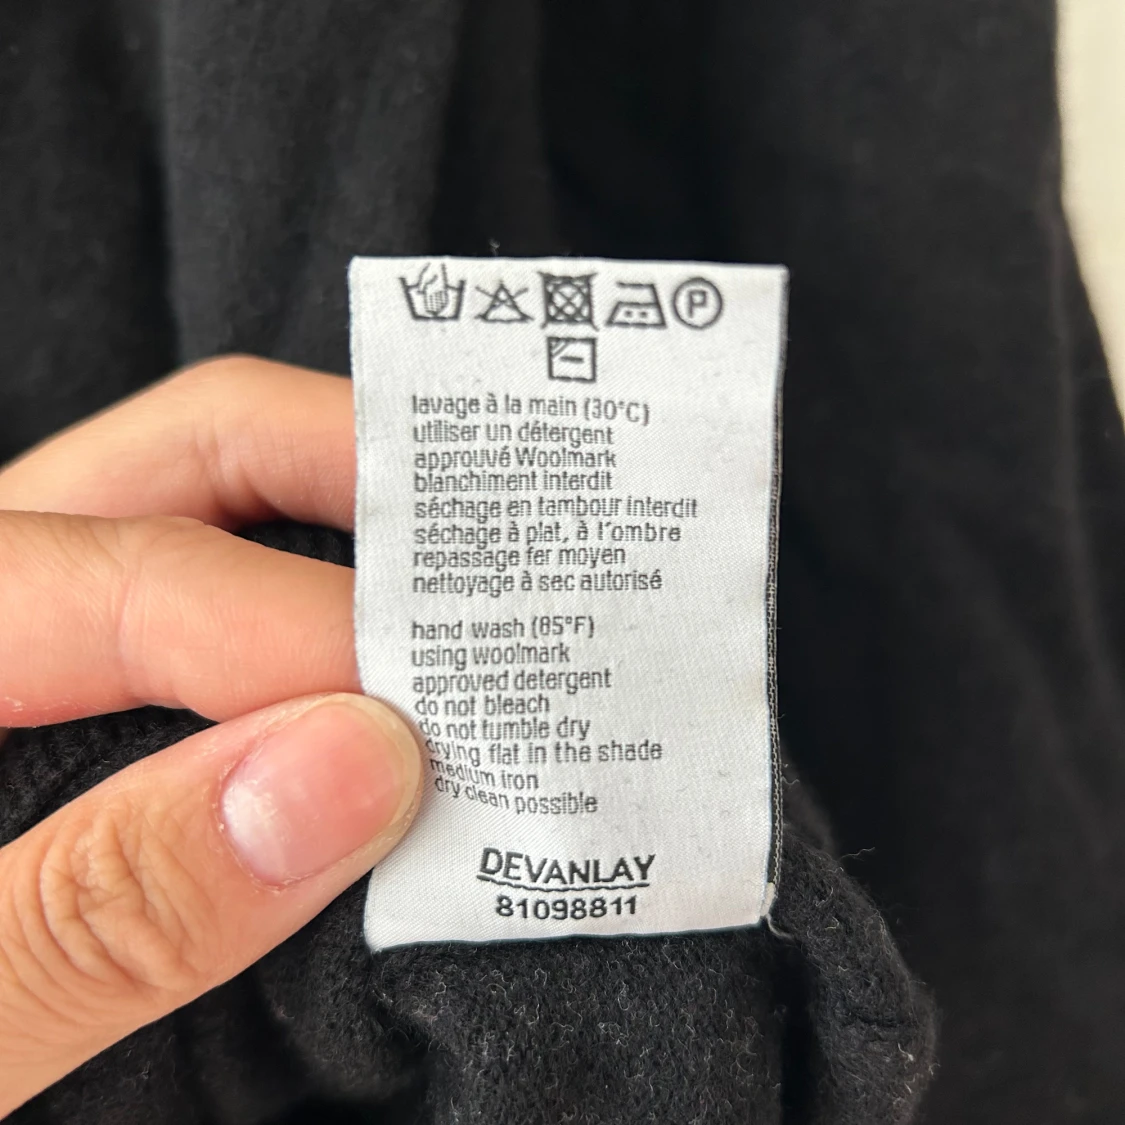 P
lavage à la main (30°C)
utiliser un détergent
approuvé Woolmark
blanchiment interdit
séchage en tambour interdit
séchage à plat, à l'ombre
repassage fer moyen
nettoyage à sec autorisé
hand wash (85°F)
using woolmark
approved detergent
do not bleach
do not tumble dry
drying flat in the shade
medium iron
dry clean possible
DEVANLAY
81098811